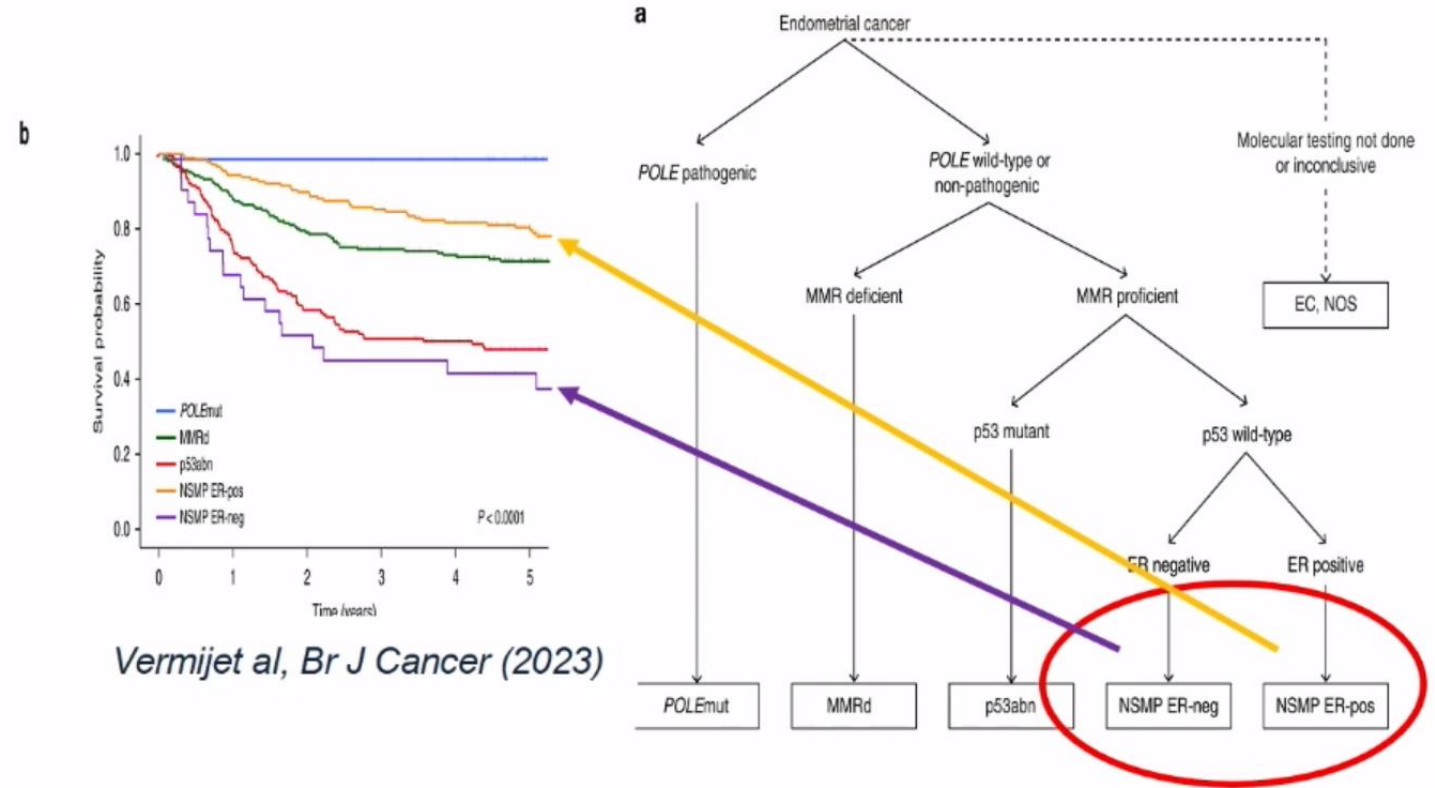 a
Endometrial cancer
b
POLE pathogenic
POLE wild-type or
non-pathogenic
Molecular testing not done
or inconclusive
MMR deficient
MMR proficient
EC, NOS
p53 mutant
p53 wild-type
ER negative
ER positive
POLEmut
MMRd
p53abn
NSMP ER-neg
NSMP ER-pos
Survival probability
1.0
0.8
0.6
0.4
0.2
0.0
POLEmut
MMRd
p53abn
NSMP ER-pos
NSMP ER-neg
P < 0.0001
0 1 2 3 4 5
Time (years)
Vermijet al, Br J Cancer (2023)